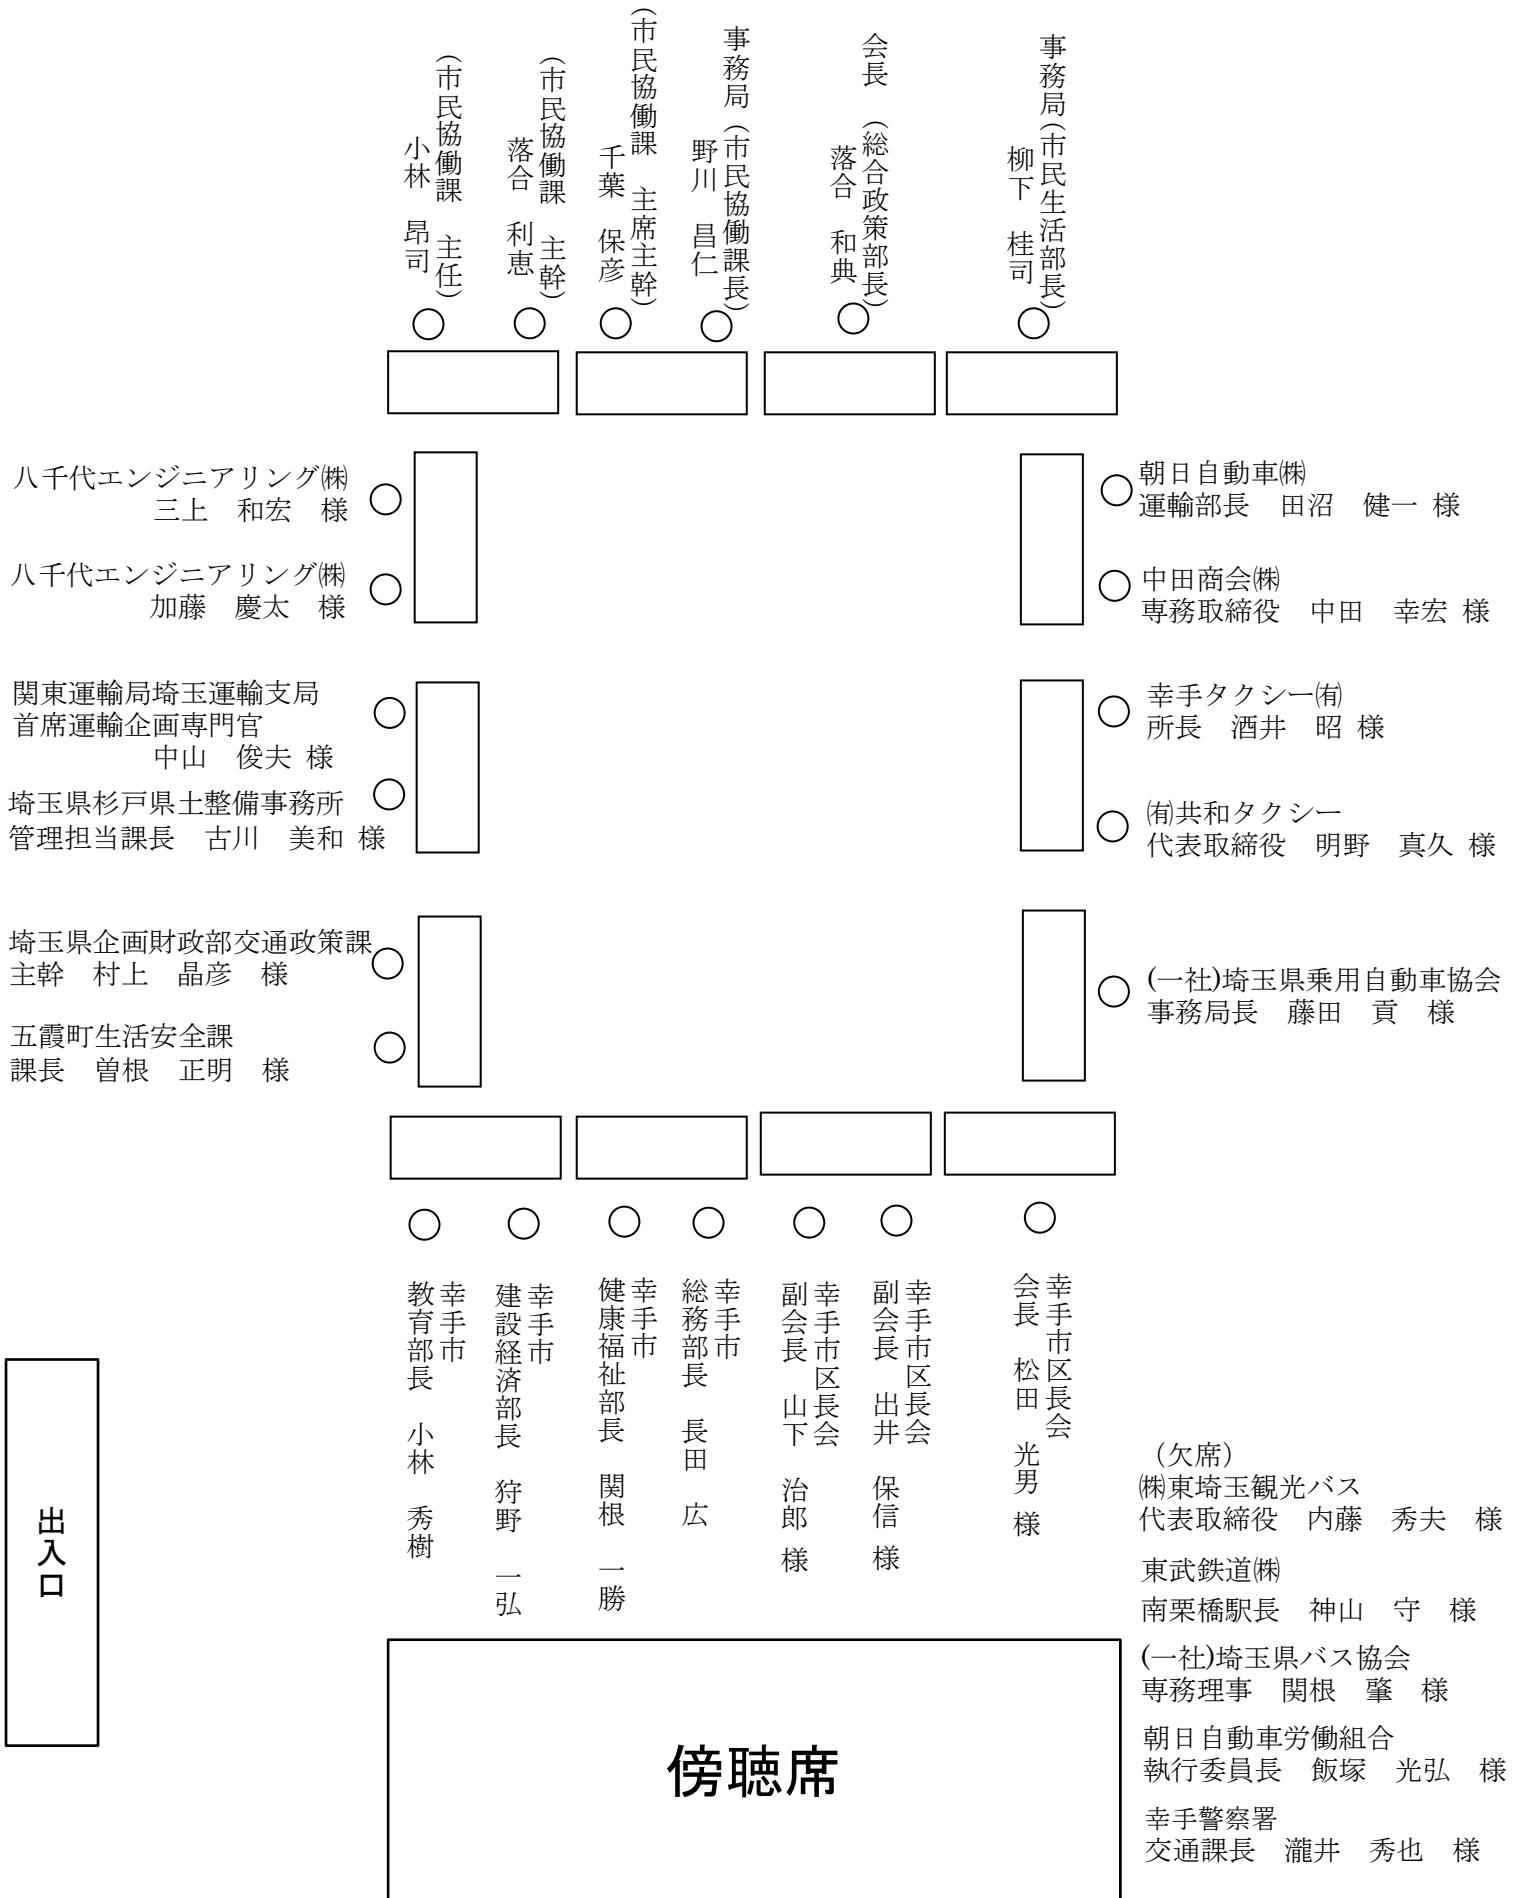 事務局(市民生活部長)
柳下　桂司
会長　(総合政策部長)
落合　和典
事務局(市民協働課長)
野川　昌仁
(市民協働課　主席主幹)
千葉　保彦
(市民協働課　主幹)
落合　利恵
(市民協働課　主任)
小林　昂司
八千代エンジニアリング㈱
三上　和宏　様
八千代エンジニアリング㈱
加藤　慶太　様
関東運輸局埼玉運輸支局
首席運輸企画専門官
中山　俊夫 様
埼玉県杉戸県土整備事務所
管理担当課長　古川　美和 様
埼玉県企画財政部交通政策課
主幹　村上　晶彦　様
五霞町生活安全課
課長　曽根　正明　様
朝日自動車㈱
運輸部長　田沼　健一 様
中田商会㈱
専務取締役　中田　幸宏 様
幸手タクシー㈲
所長　酒井　昭 様
㈲共和タクシー
代表取締役　明野　真久 様
(一社)埼玉県乗用自動車協会
事務局長　藤田　貢　様
幸手市区長会
会長　松田　光男 様
幸手市区長会
副会長　出井　保信 様
幸手市区長会
副会長　山下　治郎 様
幸手市
総務部長　長田　広
幸手市
健康福祉部長　関根　一勝
幸手市
建設経済部長　狩野　一弘
幸手市
教育部長　小林　秀樹
出入口
（欠席）
㈱東埼玉観光バス
代表取締役　内藤　秀夫　様
東武鉄道㈱
南栗橋駅長　神山　守　様
(一社)埼玉県バス協会
専務理事　関根　肇　様
朝日自動車労働組合
執行委員長　飯塚　光弘　様
幸手警察署
交通課長　瀧井　秀也　様
傍聴席